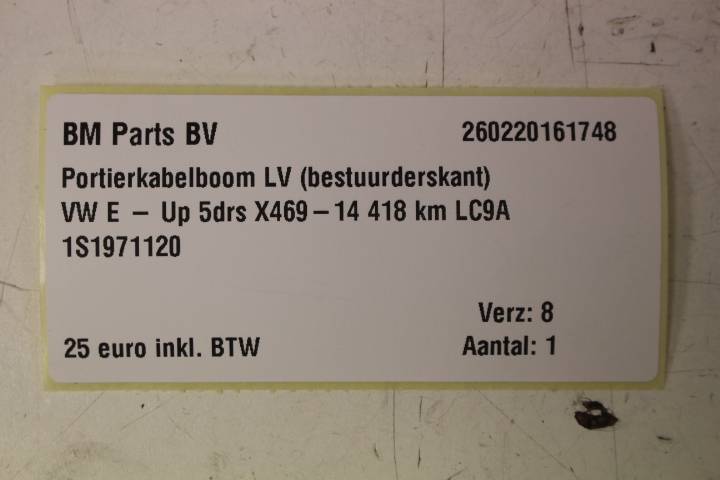 BM Parts BV 260220161748
Portierkabelboom LV (bestuurderskant)
VW E – Up 5drs X469 – 14 418 km LC9A
1S1971120
Verz: 8
25 euro inkl. BTW Aantal: 1